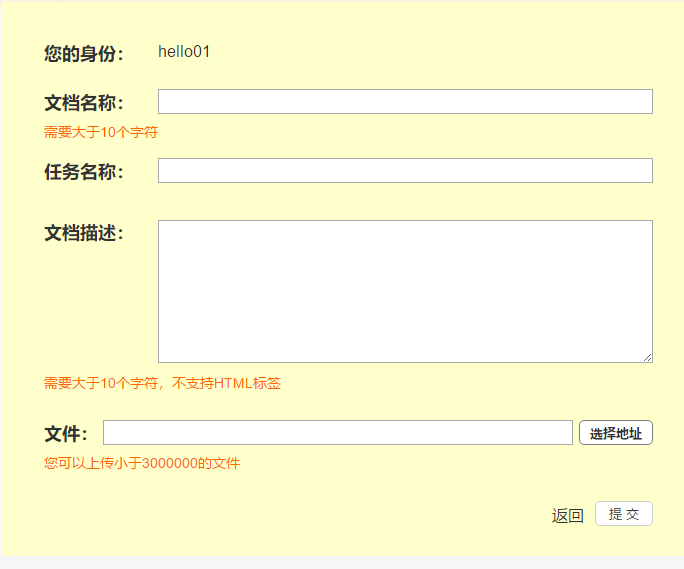 您的身份： hello01
文档名称：
需要大于10个字符
任务名称：
文档描述：
需要大于10个字符，不支持HTML标签
文件： 选择地址
您可以上传小于3000000的文件
返回 提 交